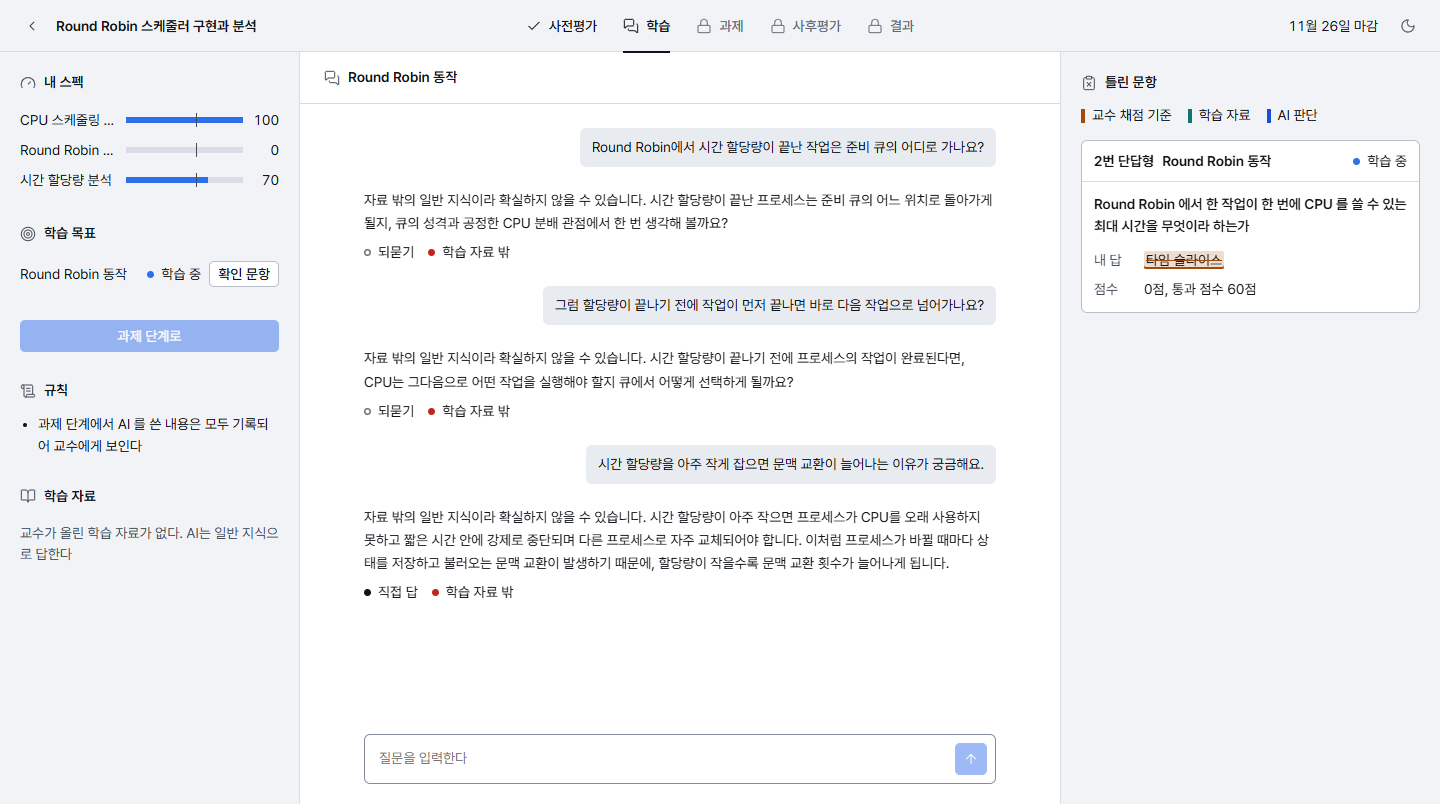 Round Robin 스케줄러 구현과 분석
사전평가
학습
과제
사후평가
결과
11월 26일 마감
내 스펙
CPU 스케줄링 ... 100
Round Robin ... 0
시간 할당량 분석 70
학습 목표
Round Robin 동작 학습 중 확인 문항
과제 단계로
규칙
과제 단계에서 AI 를 쓴 내용은 모두 기록되
어 교수에게 보인다
학습 자료
교수가 올린 학습 자료가 없다. AI는 일반 지식으
로 답한다
Round Robin 동작
Round Robin에서 시간 할당량이 끝난 작업은 준비 큐의 어디로 가나요?
자료 밖의 일반 지식이라 확실하지 않을 수 있습니다. 시간 할당량이 끝난 프로세스는 준비 큐의 어느 위치로 돌아가게
될지, 큐의 성격과 공정한 CPU 분배 관점에서 한 번 생각해 볼까요?
되묻기 학습 자료 밖
그럼 할당량이 끝나기 전에 작업이 먼저 끝나면 바로 다음 작업으로 넘어가나요?
자료 밖의 일반 지식이라 확실하지 않을 수 있습니다. 시간 할당량이 끝나기 전에 프로세스의 작업이 완료된다면,
CPU는 그다음으로 어떤 작업을 실행해야 할지 큐에서 어떻게 선택하게 될까요?
되묻기 학습 자료 밖
시간 할당량을 아주 작게 잡으면 문맥 교환이 늘어나는 이유가 궁금해요.
자료 밖의 일반 지식이라 확실하지 않을 수 있습니다. 시간 할당량이 아주 작으면 프로세스가 CPU를 오래 사용하지
못하고 짧은 시간 안에 강제로 중단되며 다른 프로세스로 자주 교체되어야 합니다. 이처럼 프로세스가 바뀔 때마다 상
태를 저장하고 불러오는 문맥 교환이 발생하기 때문에, 할당량이 작을수록 문맥 교환 횟수가 늘어나게 됩니다.
직접 답 학습 자료 밖
질문을 입력한다
틀린 문항
교수 채점 기준 학습 자료 AI 판단
2번 단답형 Round Robin 동작 학습 중
Round Robin 에서 한 작업이 한 번에 CPU 를 쓸 수 있는
최대 시간을 무엇이라 하는가
내 답 타임 슬라이스
점수 0점, 통과 점수 60점